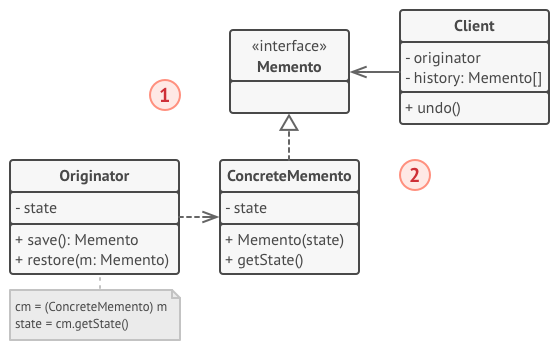 «interface»
Memento
Client
- originator
- history: Memento[]
+ undo()
1
2
Originator
- state
+ save(): Memento
+ restore(m: Memento)
ConcreteMemento
- state
+ Memento(state)
+ getState()
cm = (ConcreteMemento) m
state = cm.getState()